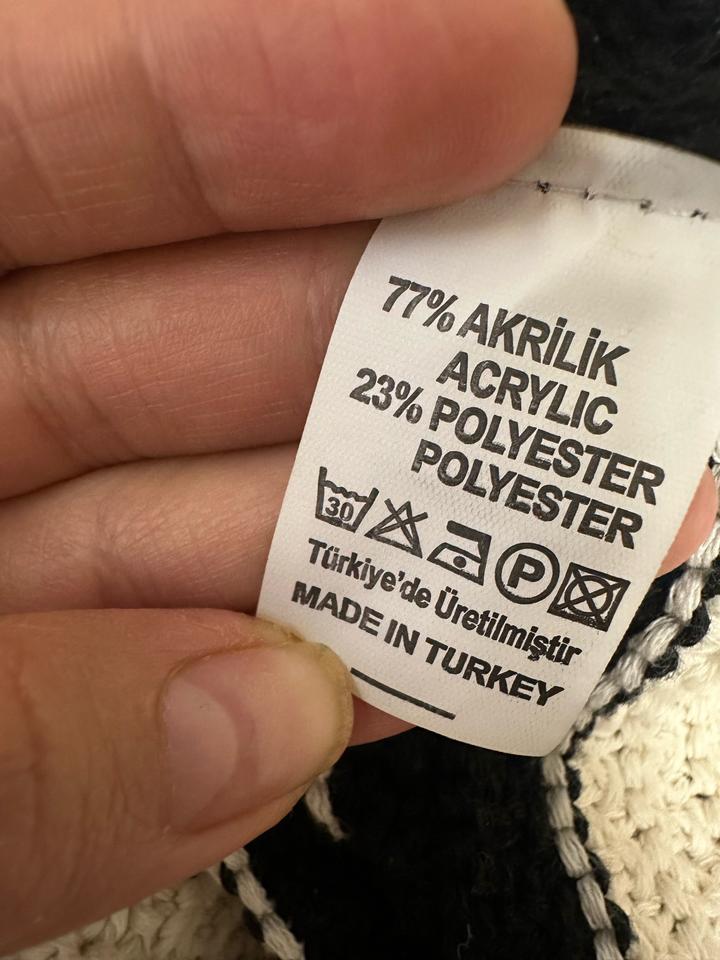 77% AKRİLİK
ACRYLIC
23% POLYESTER
POLYESTER
30 P
Türkiye'de Üretilmiştir
MADE IN TURKEY